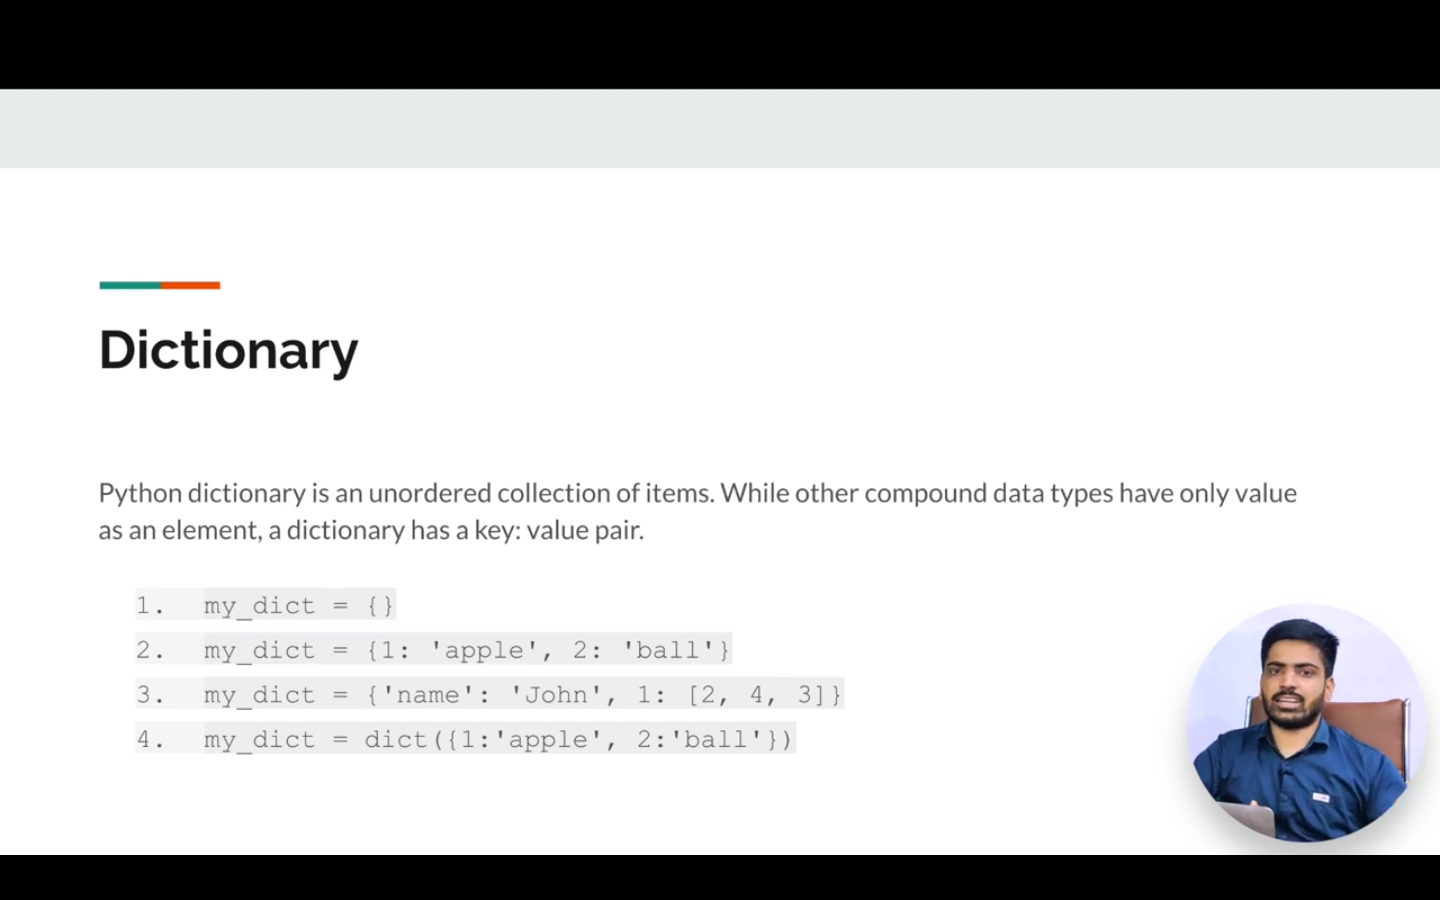 Dictionary
Python dictionary is an unordered collection of items. While other compound data types have only value
as an element, a dictionary has a key: value pair.
1. my_dict = {}
2. my_dict = {1: 'apple', 2: 'ball'}
3. my_dict = {'name': 'John', 1: [2, 4, 3]}
4. my_dict = dict({1:'apple', 2:'ball'})